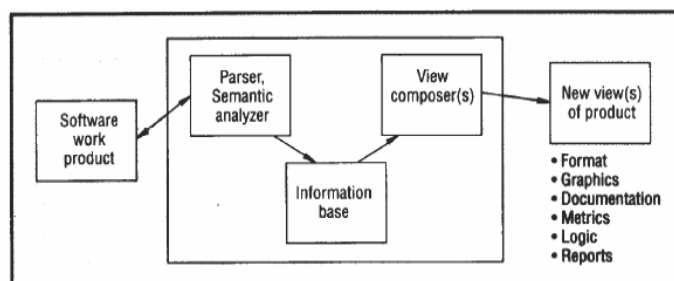 Software
work
product
Parser,
Semantic
analyzer
Information
base
View
composer(s)
New view(s)
of product
• Format
• Graphics
• Documentation
• Metrics
• Logic
• Reports